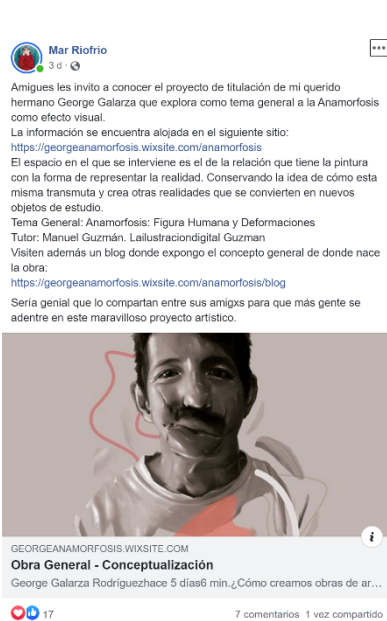 Mar Riofrio
3 d ·
Amigues les invito a conocer el proyecto de titulación de mi querido
hermano George Galarza que explora como tema general a la Anamorfosis
como efecto visual.
La información se encuentra alojada en el siguiente sitio:
https://georgeanamorfosis.wixsite.com/anamorfosis
El espacio en el que se interviene es el de la relación que tiene la pintura
con la forma de representar la realidad. Conservando la idea de cómo esta
misma transmuta y crea otras realidades que se convierten en nuevos
objetos de estudio.
Tema General: Anamorfosis: Figura Humana y Deformaciones
Tutor: Manuel Guzmán. Lailustraciondigital Guzman
Visiten además un blog donde expongo el concepto general de donde nace
la obra:
https://georgeanamorfosis.wixsite.com/anamorfosis/blog
Sería genial que lo compartan entre sus amigxs para que más gente se
adentre en este maravilloso proyecto artístico.
GEORGEANAMORFOSIS.WIXSITE.COM
Obra General - Conceptualización
George Galarza Rodríguezhace 5 días6 min.¿Cómo creamos obras de ar...
17
7 comentarios 1 vez compartido